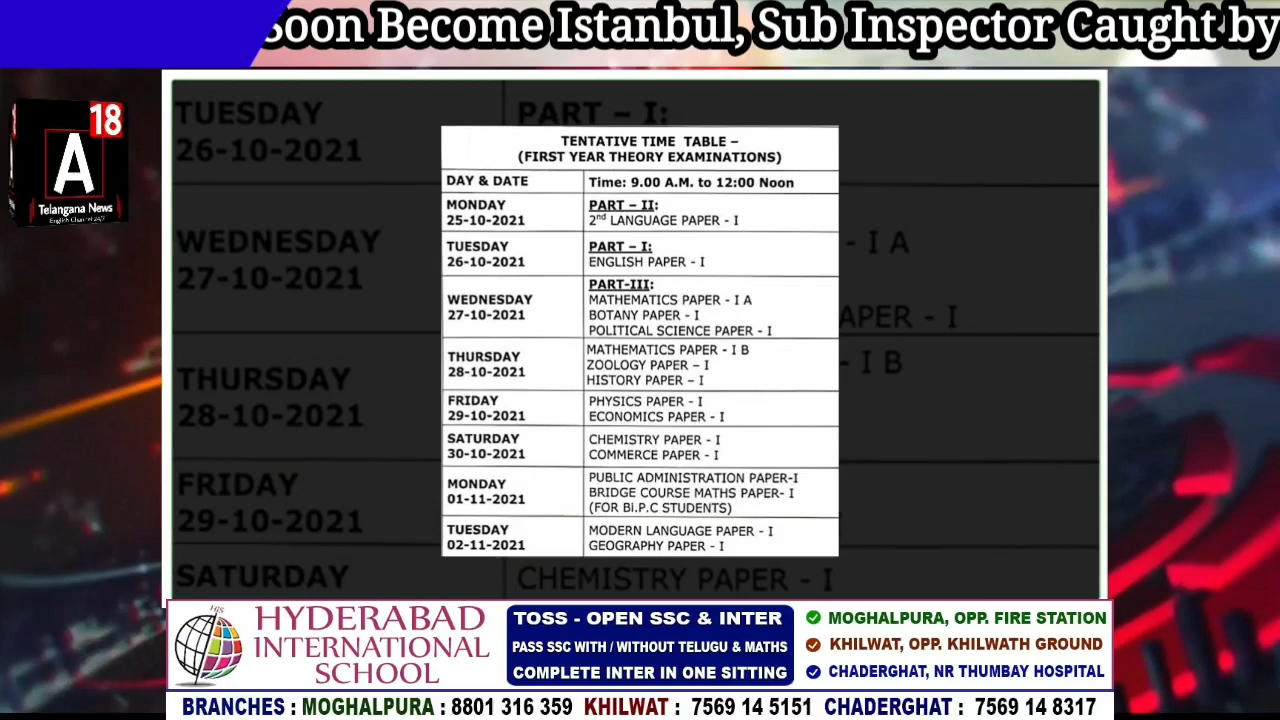 Soon Become Istanbul, Sub Inspector Caught by
18
A
Telangana News
English Channel 24/7
TUESDAY
26-10-2021
PART – I:
WEDNESDAY
27-10-2021
- I A
APER - I
THURSDAY
28-10-2021
- I B
FRIDAY
29-10-2021
SATURDAY
CHEMISTRY PAPER - I
TENTATIVE TIME TABLE –
(FIRST YEAR THEORY EXAMINATIONS)
DAY & DATE
Time: 9.00 A.M. to 12:00 Noon
MONDAY
25-10-2021
PART – II:
2nd LANGUAGE PAPER - I
TUESDAY
26-10-2021
PART – I:
ENGLISH PAPER - I
WEDNESDAY
27-10-2021
PART-III:
MATHEMATICS PAPER - I A
BOTANY PAPER - I
POLITICAL SCIENCE PAPER - I
THURSDAY
28-10-2021
MATHEMATICS PAPER - I B
ZOOLOGY PAPER – I
HISTORY PAPER – I
FRIDAY
29-10-2021
PHYSICS PAPER - I
ECONOMICS PAPER - I
SATURDAY
30-10-2021
CHEMISTRY PAPER - I
COMMERCE PAPER - I
MONDAY
01-11-2021
PUBLIC ADMINISTRATION PAPER-I
BRIDGE COURSE MATHS PAPER- I
(FOR Bi.P.C STUDENTS)
TUESDAY
02-11-2021
MODERN LANGUAGE PAPER - I
GEOGRAPHY PAPER - I
HIS
HYDERABAD
INTERNATIONAL
SCHOOL
TOSS - OPEN SSC & INTER
PASS SSC WITH / WITHOUT TELUGU & MATHS
COMPLETE INTER IN ONE SITTING
MOGHALPURA, OPP. FIRE STATION
KHILWAT, OPP. KHILWATH GROUND
CHADERGHAT, NR THUMBAY HOSPITAL
BRANCHES : MOGHALPURA : 8801 316 359 KHILWAT : 7569 14 5151 CHADERGHAT : 7569 14 8317